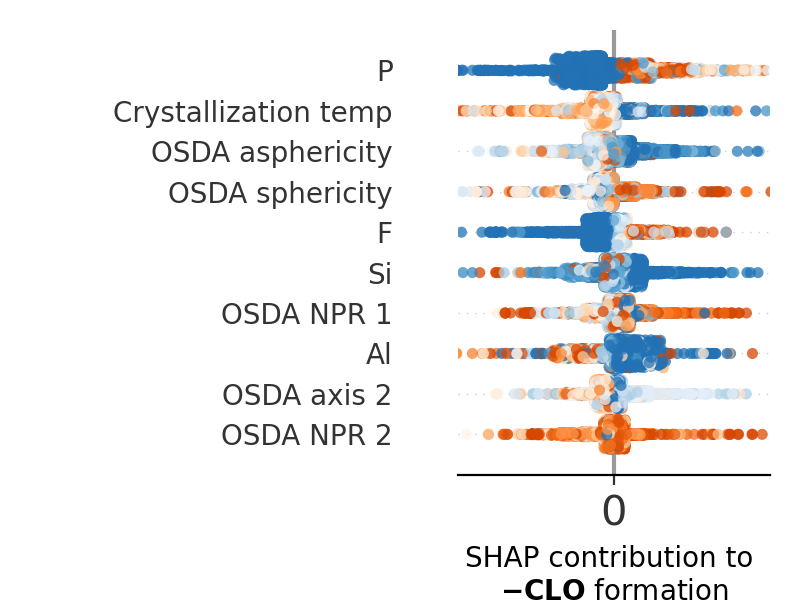 P
Crystallization temp
OSDA asphericity
OSDA sphericity
F
Si
OSDA NPR 1
Al
OSDA axis 2
OSDA NPR 2
0
SHAP contribution to
−CLO formation